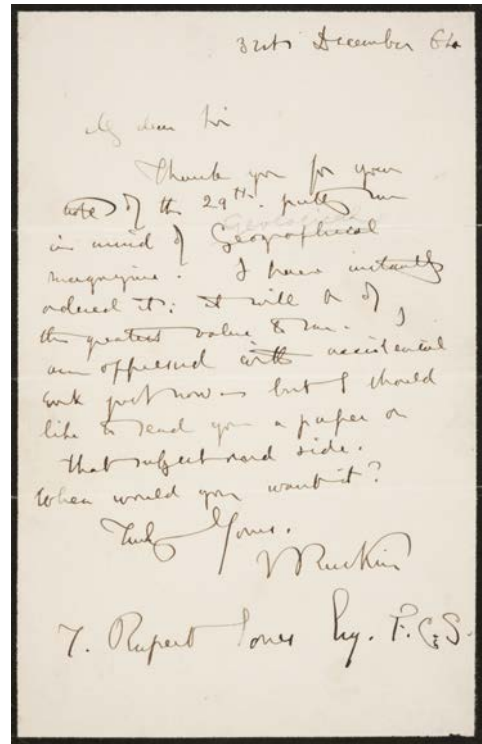 31st December 64
My dear Sir
Thank you for your
note of the 29th. putting me
Geological
in mind of Geographical
magazine. I have instantly
ordered it: it will be of
the greatest value to me. I
am oppressed with accidental
work just now – but I should
like to send you a paper on
that subject
When would you want it?
Truly Yours.
J Ruskin
T. Rupert Jones Esq. F.G.S.